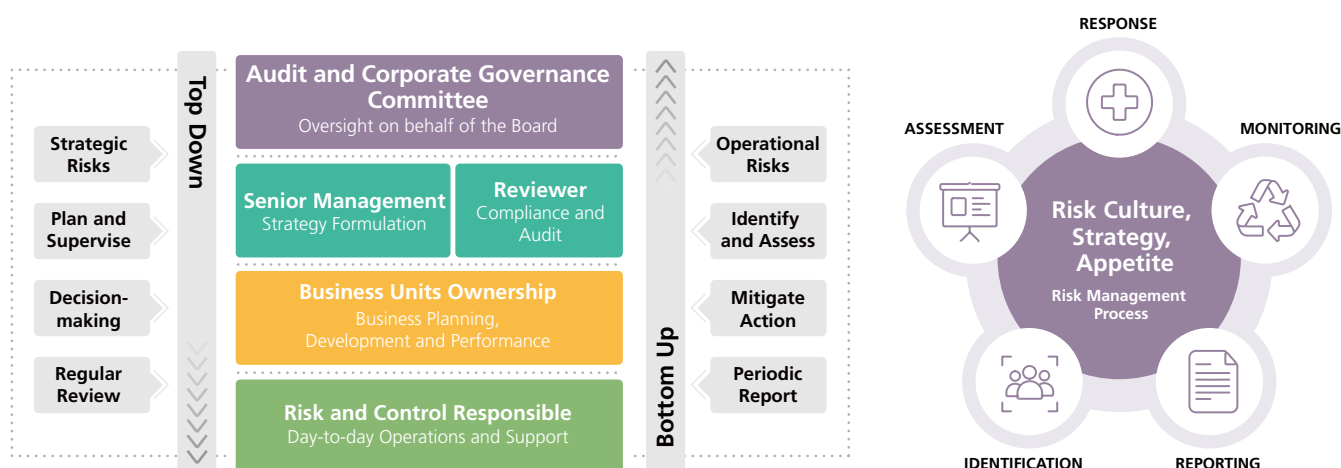 Top Down
Strategic
Risks
Plan and
Supervise
Decision-
making
Regular
Review
Audit and Corporate Governance
Committee
Oversight on behalf of the Board
Senior Management
Strategy Formulation
Reviewer
Compliance and
Audit
Business Units Ownership
Business Planning,
Development and Performance
Risk and Control Responsible
Day-to-day Operations and Support
Bottom Up
Operational
Risks
Identify
and Assess
Mitigate
Action
Periodic
Report
RESPONSE
ASSESSMENT
MONITORING
Risk Culture,
Strategy,
Appetite
Risk Management
Process
IDENTIFICATION
REPORTING